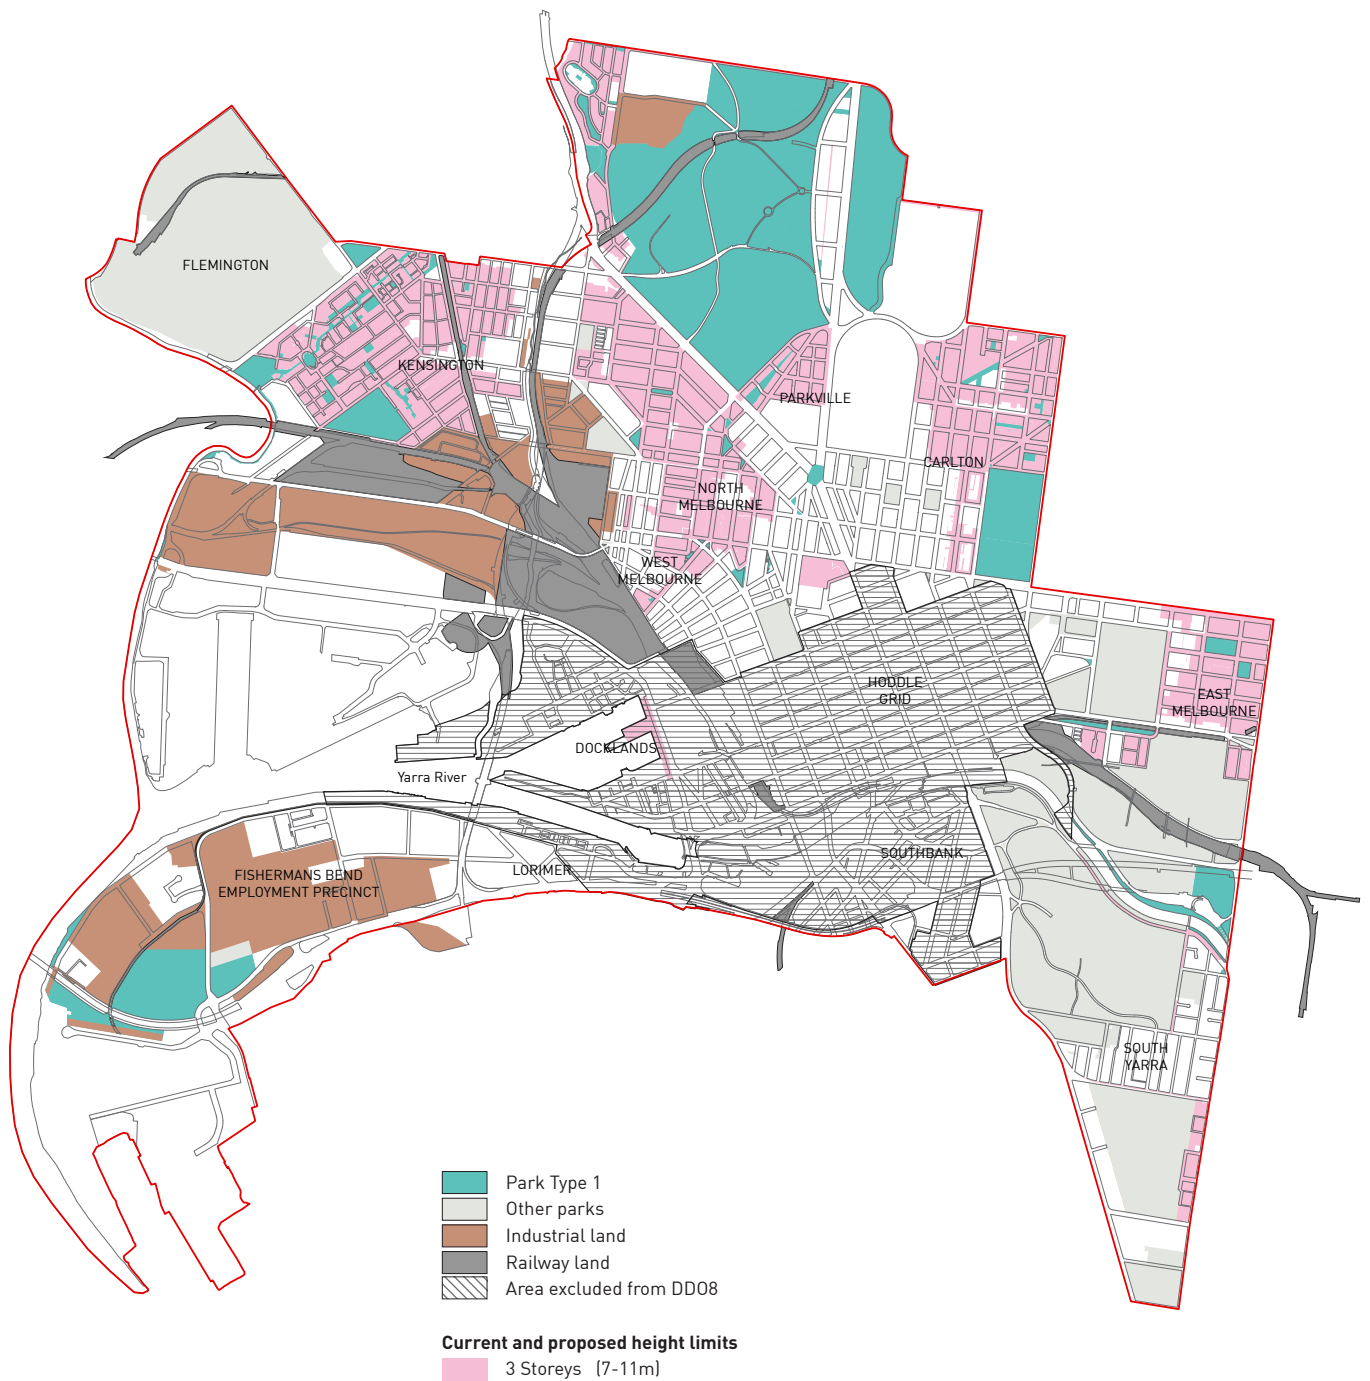 FLEMINGTON
KENSINGTON
PARKVILLE
CARLTON
NORTH
MELBOURNE
WEST
MELBOURNE
HODDLE
GRID
EAST
MELBOURNE
DOCKLANDS
Yarra River
SOUTHBANK
LORIMER
FISHERMANS BEND
EMPLOYMENT PRECINCT
SOUTH
YARRA
Park Type 1
Other parks
Industrial land
Railway land
Area excluded from DDO8
Current and proposed height limits
3 Storeys (7-11m)